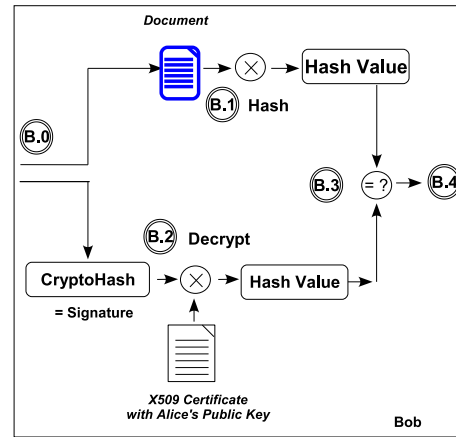 Document
Hash Value
B.1 Hash
B.0
B.3
= ?
B.4
B.2 Decrypt
CryptoHash
Hash Value
= Signature
X509 Certificate
with Alice's Public Key
Bob